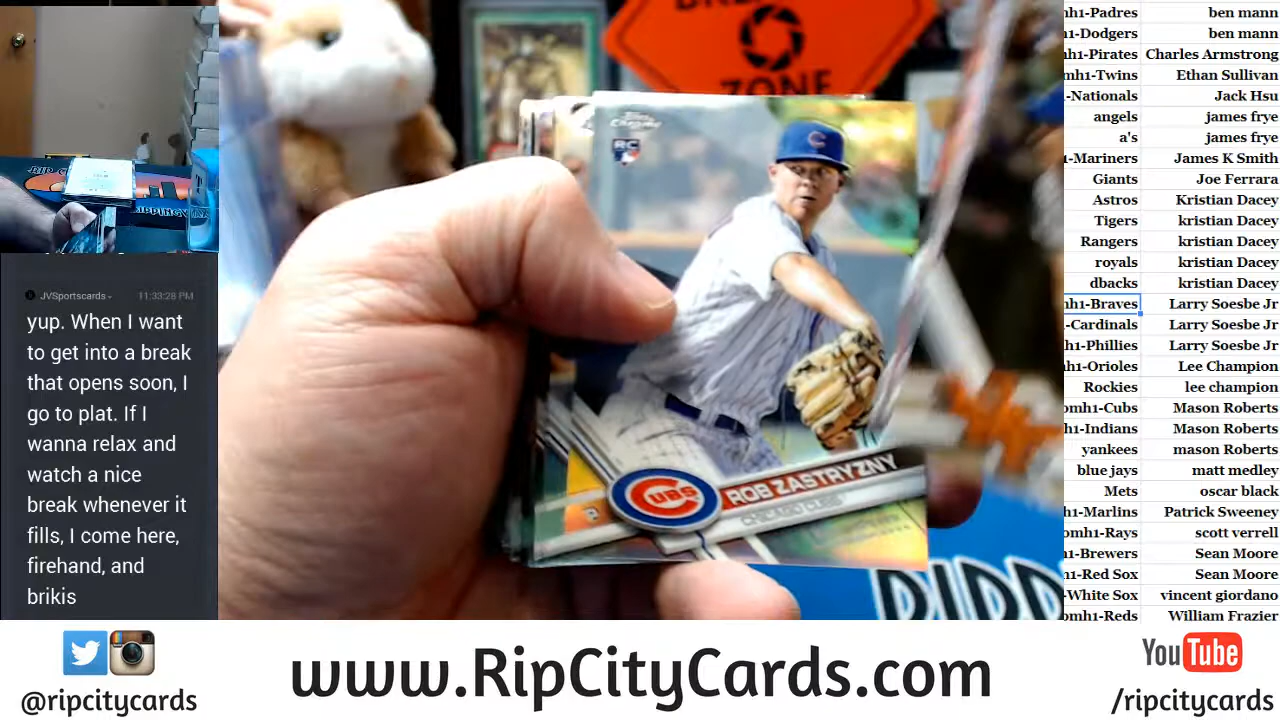 JVSportscards
11:33:28 PM
yup. When I want
to get into a break
that opens soon, I
go to plat. If I
wanna relax and
watch a nice
break whenever it
fills, I come here,
firehand, and
brikis
ZONE
Topps
Chrome
RC
CUBS
ROB ZASTRYZNY
CHICAGO CUBS
mh1-Padres ben mann
mh1-Dodgers ben mann
mh1-Pirates Charles Armstrong
mh1-Twins Ethan Sullivan
-Nationals Jack Hsu
angels james frye
a's james frye
-Mariners James K Smith
Giants Joe Ferrara
Astros Kristian Dacey
Tigers kristian Dacey
Rangers kristian Dacey
royals kristian Dacey
dbacks kristian Dacey
mh1-Braves Larry Soesbe Jr
-Cardinals Larry Soesbe Jr
-Phillies Larry Soesbe Jr
mh1-Orioles Lee Champion
Rockies lee champion
omh1-Cubs Mason Roberts
h1-Indians Mason Roberts
yankees mason Roberts
blue jays matt medley
Mets oscar black
h1-Marlins Patrick Sweeney
omh1-Rays scott verrell
h1-Brewers Sean Moore
h1-Red Sox Sean Moore
-White Sox vincent giordano
omh1-Reds William Frazier
@ripcitycards
www.RipCityCards.com
YouTube
/ripcitycards